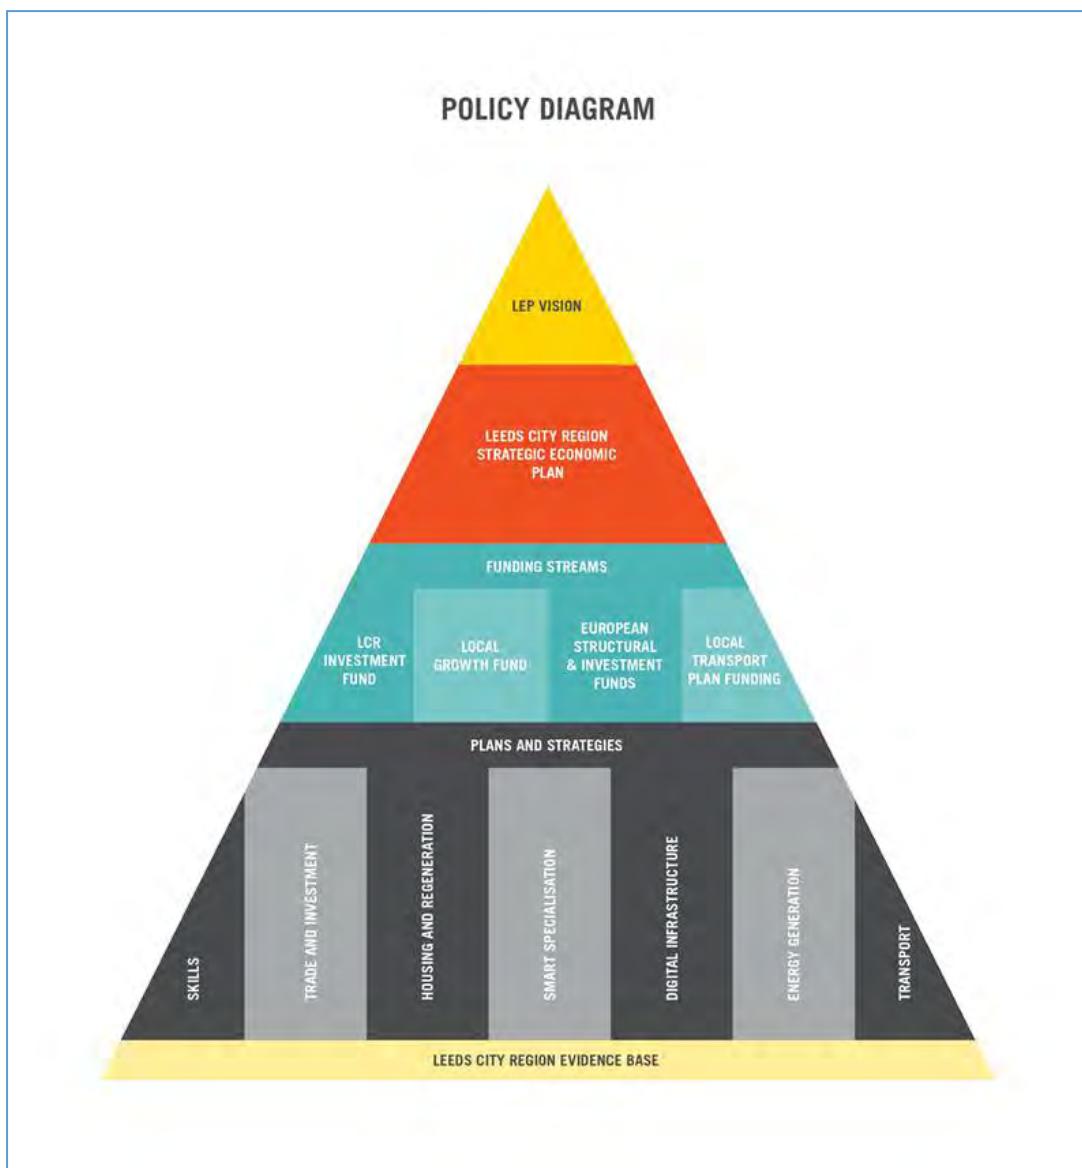 POLICY DIAGRAM
LEP VISION
LEEDS CITY REGION
STRATEGIC ECONOMIC
PLAN
FUNDING STREAMS
LCR
INVESTMENT
FUND
LOCAL
GROWTH FUND
EUROPEAN
STRUCTURAL
& INVESTMENT
FUNDS
LOCAL
TRANSPORT
PLAN FUNDING
PLANS AND STRATEGIES
SKILLS
TRADE AND INVESTMENT
HOUSING AND REGENERATION
SMART SPECIALISATION
DIGITAL INFRASTRUCTURE
ENERGY GENERATION
TRANSPORT
LEEDS CITY REGION EVIDENCE BASE